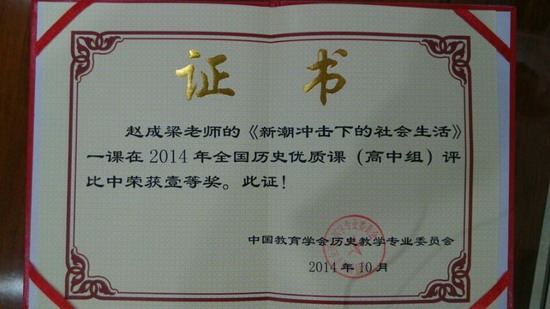 证书
赵成梁老师的《新潮冲击下的社会生活》
一课在2014年全国历史优质课（高中组）评
比中荣获壹等奖。此证！
中国教育学会历史教学专业委员会
2014年10月